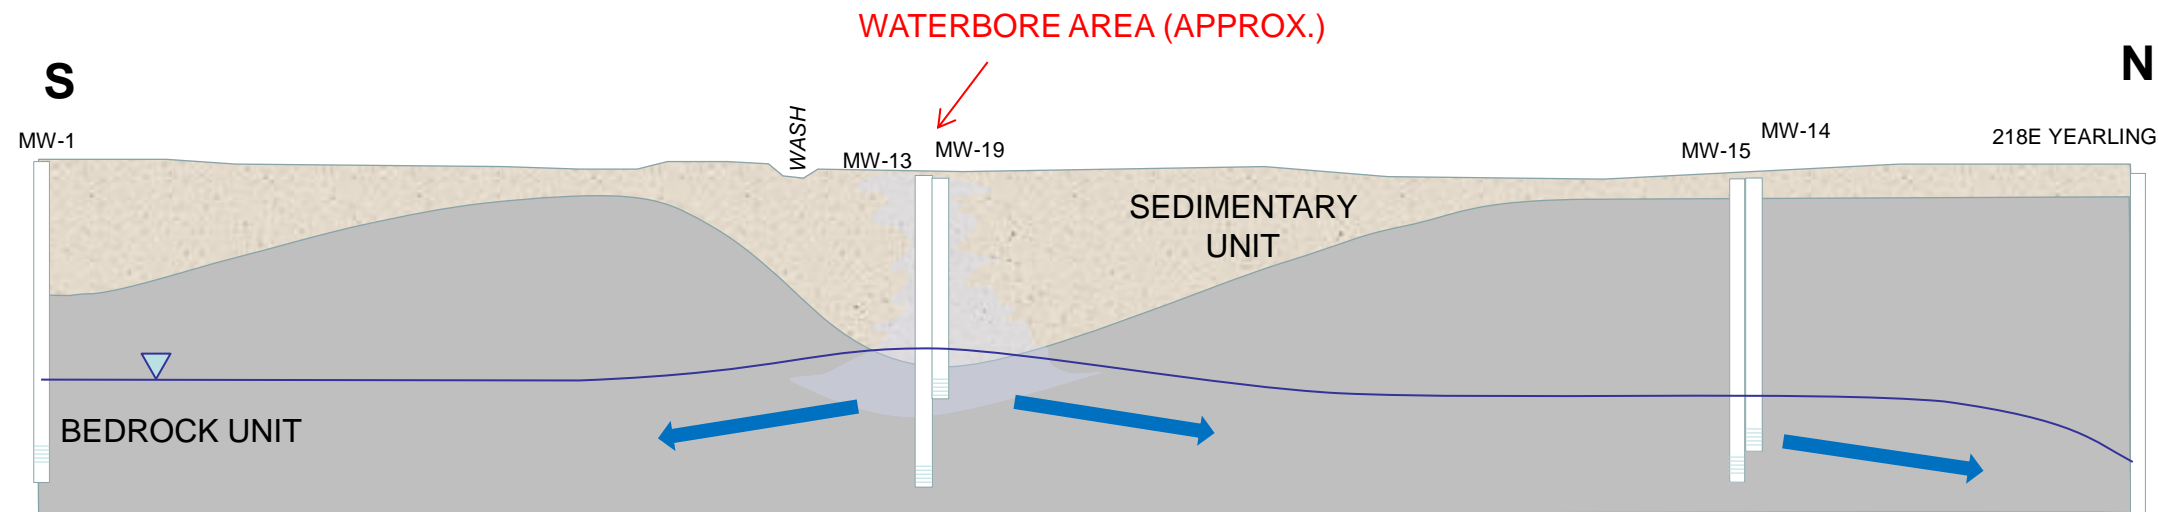 WATERBORE AREA (APPROX.)
S
N
MW-1
WASH
MW-13
MW-19
MW-15
MW-14
218E YEARLING
SEDIMENTARY
UNIT
BEDROCK UNIT